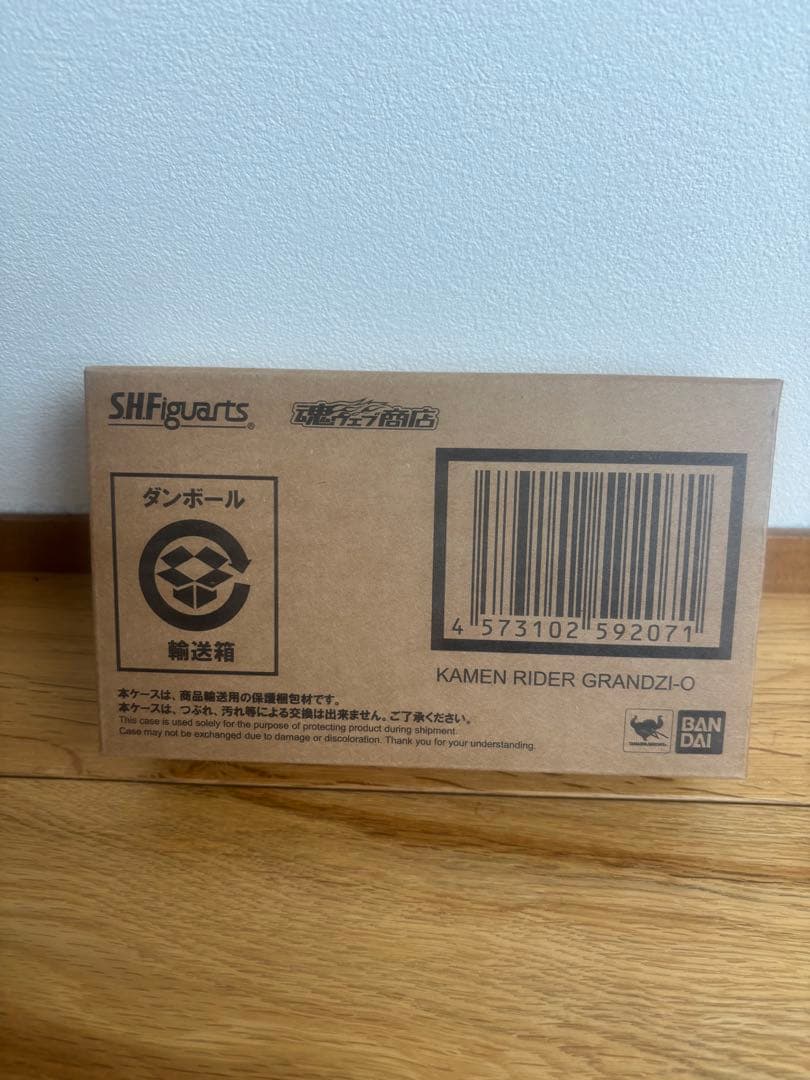 S.H.Figuarts®
魂ウェブ商店
ダンボール
輸送箱
4 573102 592071
KAMEN RIDER GRANDZI-O
本ケースは、商品輸送用の保護梱包材です。
本ケースは、つぶれ、汚れ等による交換は出来ません。ご了承ください。
This case is used solely for the purpose of protecting product during shipment.
Case may not be exchanged due to damage or discoloration. Thank you for your understanding.
BAN
DAI